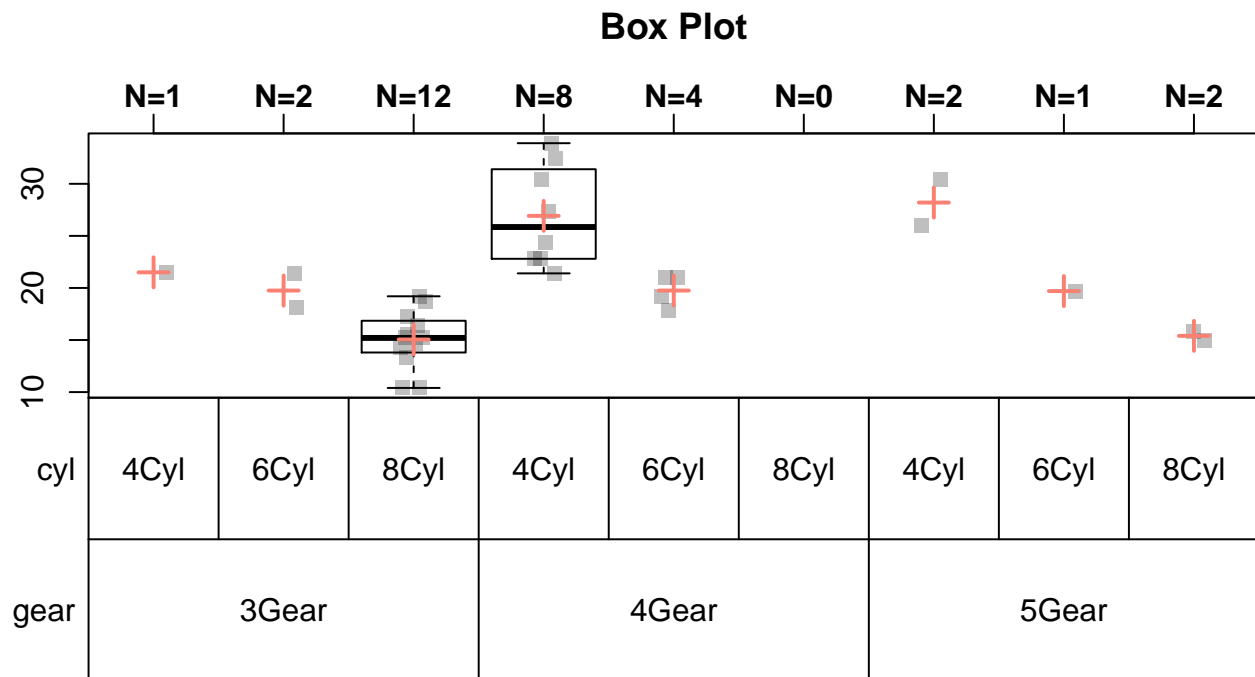 Box Plot
N=1 N=2 N=12 N=8 N=4 N=0 N=2 N=1 N=2
30
20
10
cyl 4Cyl 6Cyl 8Cyl 4Cyl 6Cyl 8Cyl 4Cyl 6Cyl 8Cyl
gear 3Gear 4Gear 5Gear